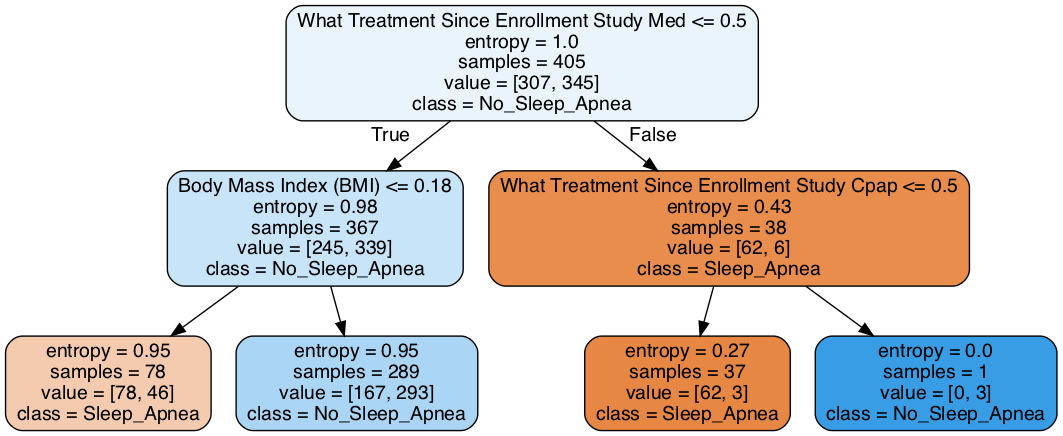 What Treatment Since Enrollment Study Med <= 0.5
entropy = 1.0
samples = 405
value = [307, 345]
class = No_Sleep_Apnea
True
False
Body Mass Index (BMI) <= 0.18
entropy = 0.98
samples = 367
value = [245, 339]
class = No_Sleep_Apnea
What Treatment Since Enrollment Study Cpap <= 0.5
entropy = 0.43
samples = 38
value = [62, 6]
class = Sleep_Apnea
entropy = 0.95
samples = 78
value = [78, 46]
class = Sleep_Apnea
entropy = 0.95
samples = 289
value = [167, 293]
class = No_Sleep_Apnea
entropy = 0.27
samples = 37
value = [62, 3]
class = Sleep_Apnea
entropy = 0.0
samples = 1
value = [0, 3]
class = No_Sleep_Apnea